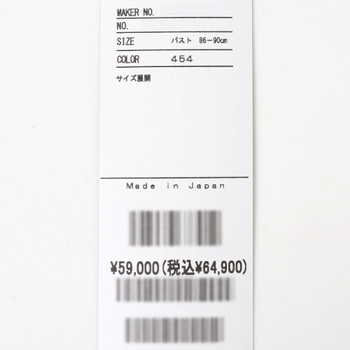 MAKER NO.
NO.
SIZE バスト 86-90cm
COLOR 454
サイズ展開
Made in Japan
¥59,000(税込¥64,900)